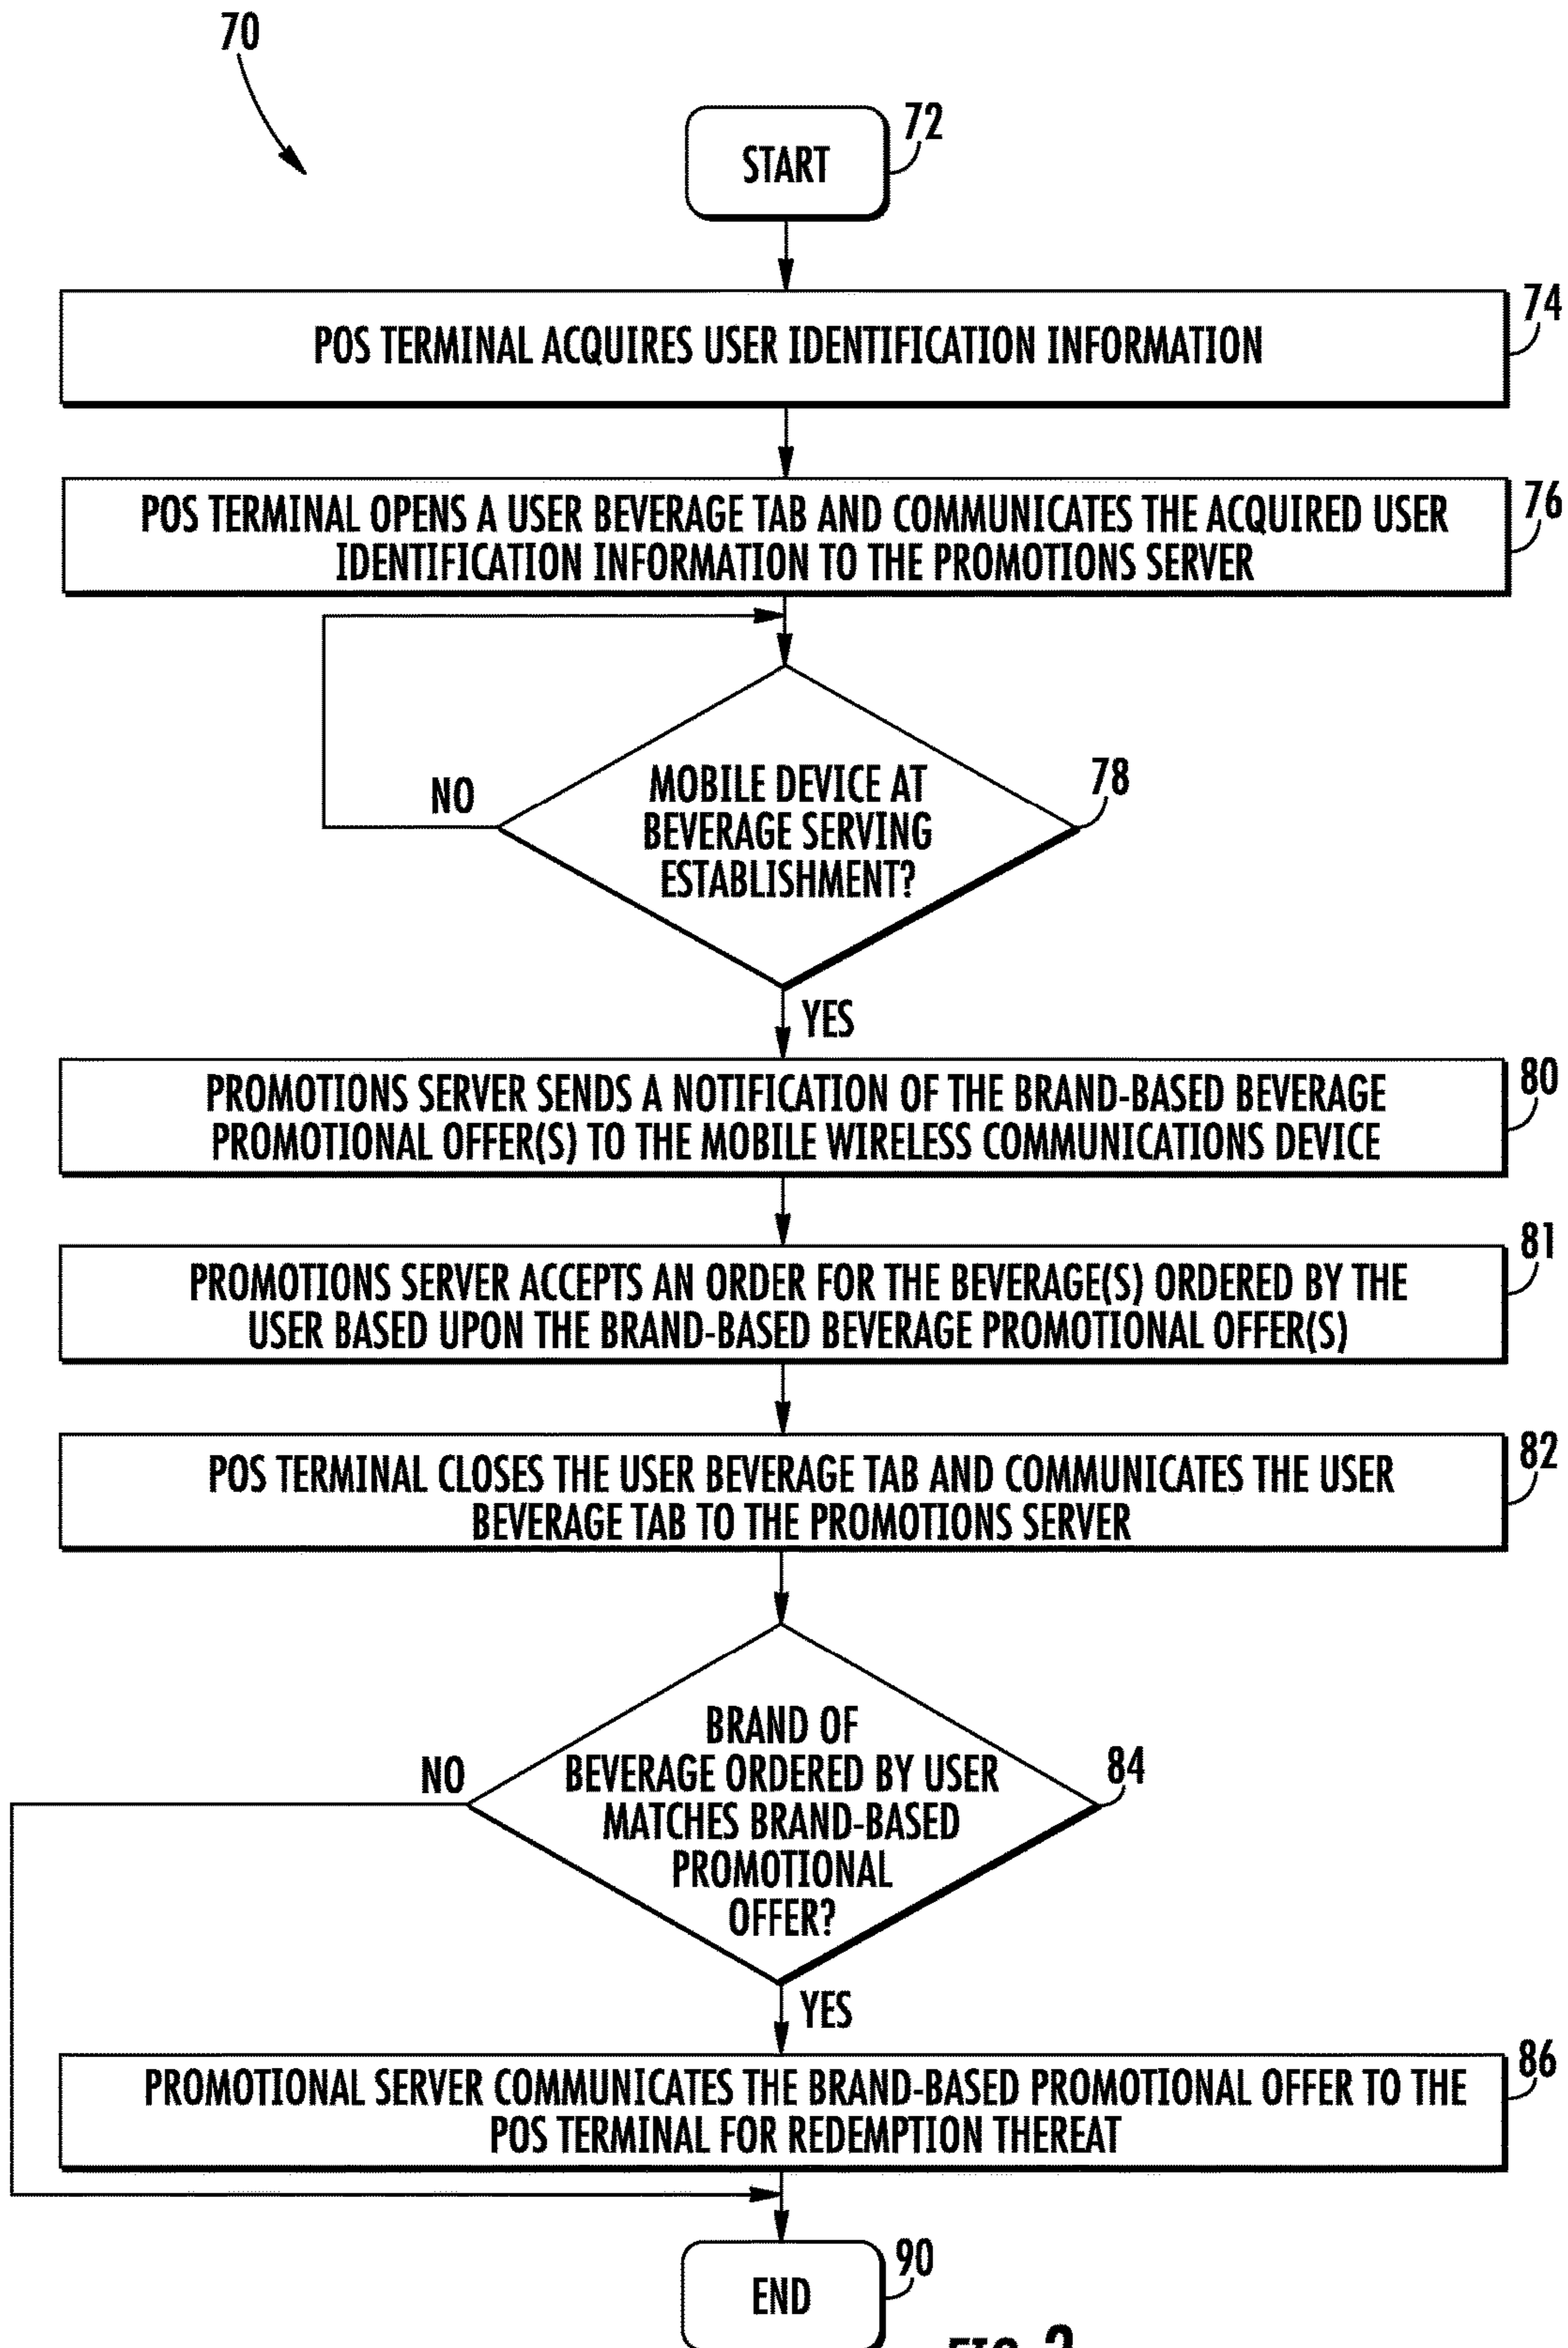 70
72
START
74
POS TERMINAL ACQUIRES USER IDENTIFICATION INFORMATION
76
POS TERMINAL OPENS A USER BEVERAGE TAB AND COMMUNICATES THE ACQUIRED USER
IDENTIFICATION INFORMATION TO THE PROMOTIONS SERVER
78
NO
MOBILE DEVICE AT
BEVERAGE SERVING
ESTABLISHMENT?
YES
80
PROMOTIONS SERVER SENDS A NOTIFICATION OF THE BRAND-BASED BEVERAGE
PROMOTIONAL OFFER(S) TO THE MOBILE WIRELESS COMMUNICATIONS DEVICE
81
PROMOTIONS SERVER ACCEPTS AN ORDER FOR THE BEVERAGE(S) ORDERED BY THE
USER BASED UPON THE BRAND-BASED BEVERAGE PROMOTIONAL OFFER(S)
82
POS TERMINAL CLOSES THE USER BEVERAGE TAB AND COMMUNICATES THE USER
BEVERAGE TAB TO THE PROMOTIONS SERVER
84
NO
BRAND OF
BEVERAGE ORDERED BY USER
MATCHES BRAND-BASED
PROMOTIONAL
OFFER?
YES
86
PROMOTIONAL SERVER COMMUNICATES THE BRAND-BASED PROMOTIONAL OFFER TO THE
POS TERMINAL FOR REDEMPTION THEREAT
90
END